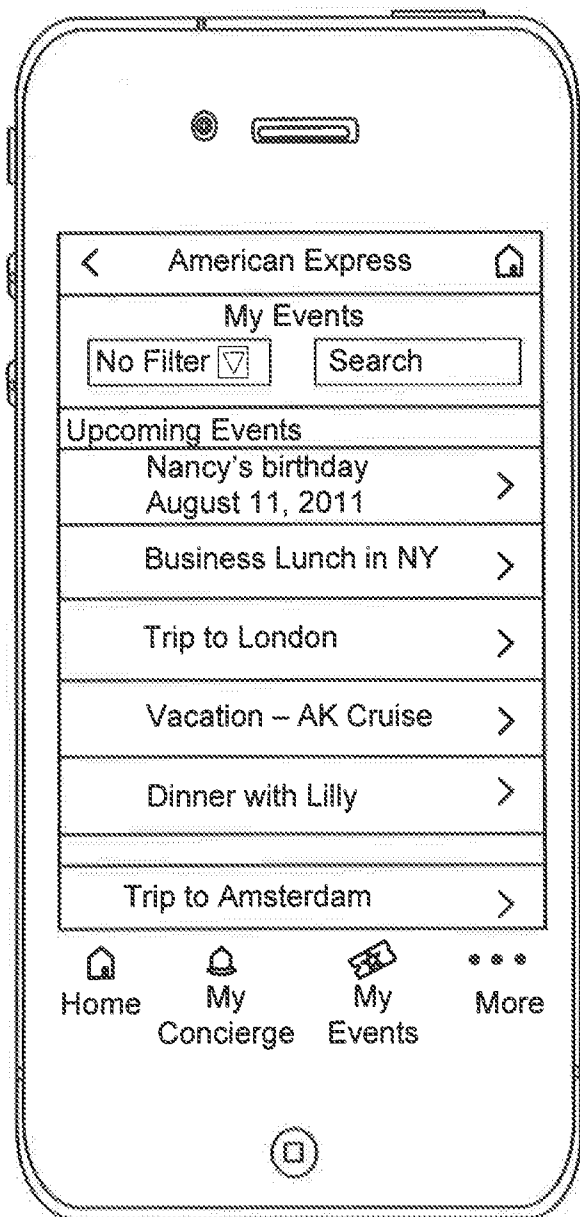 American Express
My Events
No Filter Search
Upcoming Events
Nancy's birthday
August 11, 2011
Business Lunch in NY
Trip to London
Vacation – AK Cruise
Dinner with Lilly
Trip to Amsterdam
Home My Concierge My Events More